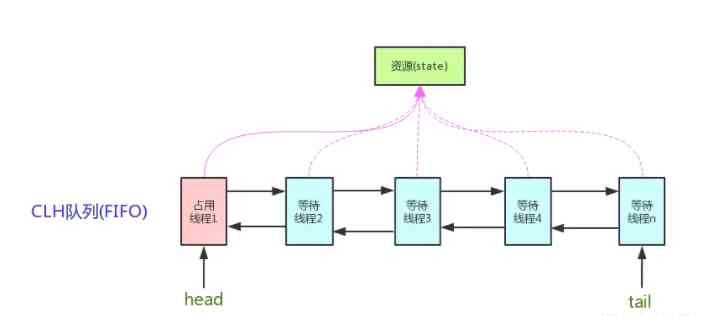 资源(state)
CLH队列(FIFO)
占用
线程1
等待
线程2
等待
线程3
等待
线程4
等待
线程n
head
tail